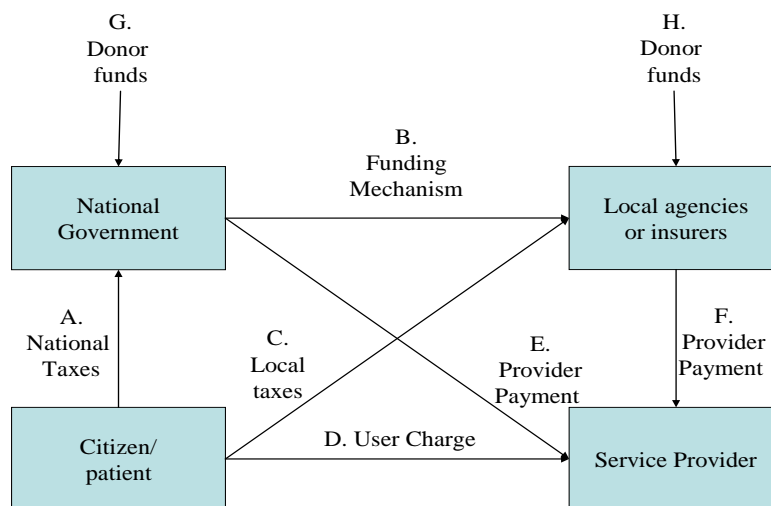 G.
Donor
funds
H.
Donor
funds
B.
Funding
Mechanism
National
Government
Local agencies
or insurers
A.
National
Taxes
C.
Local
taxes
E.
Provider
Payment
F.
Provider
Payment
Citizen/
patient
D. User Charge
Service Provider